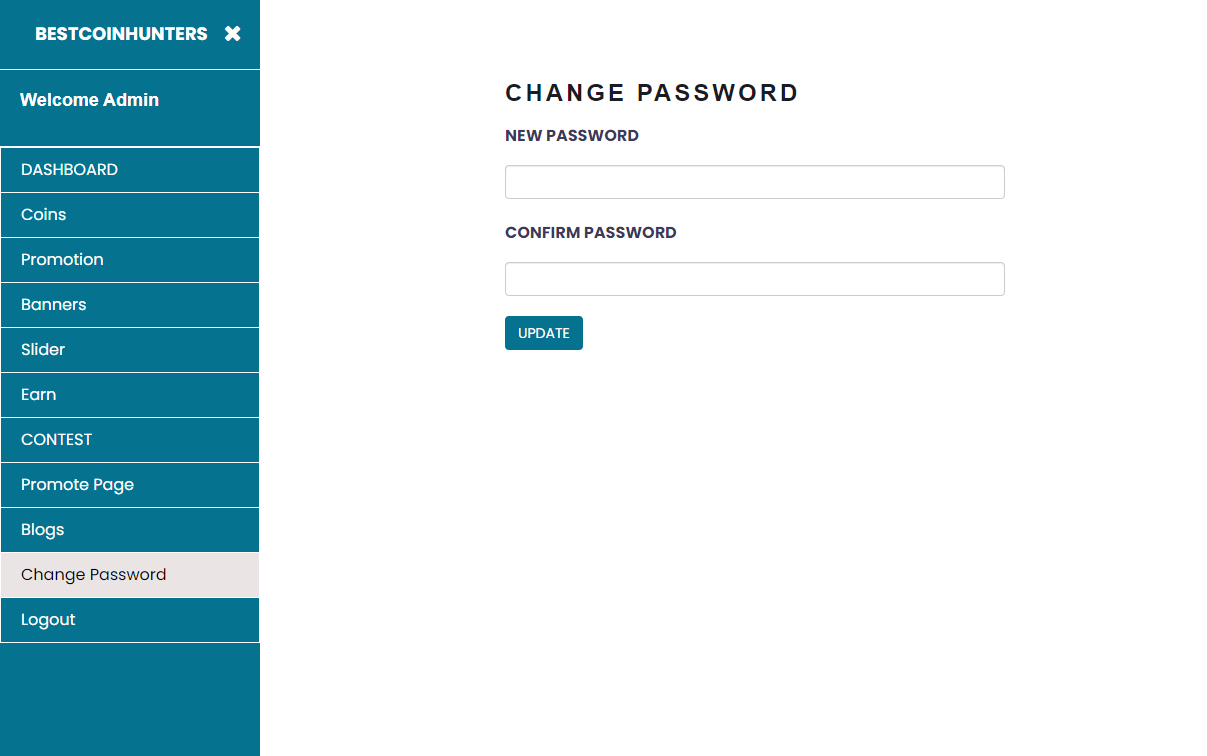 BESTCOINHUNTERS
Welcome Admin
DASHBOARD
Coins
Promotion
Banners
Slider
Earn
CONTEST
Promote Page
Blogs
Change Password
Logout
CHANGE PASSWORD
NEW PASSWORD
CONFIRM PASSWORD
UPDATE